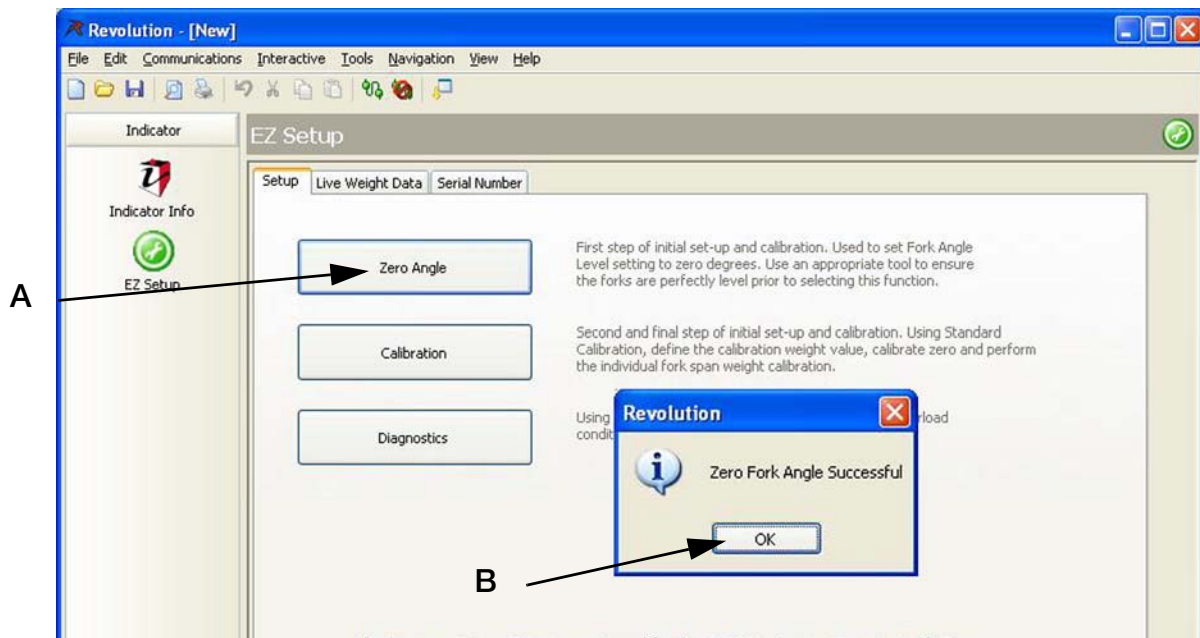 Revolution - [New]
File Edit Communications Interactive Tools Navigation View Help
Indicator
EZ Setup
Indicator Info
EZ Setup
Setup Live Weight Data Serial Number
A
Zero Angle
First step of initial set-up and calibration. Used to set Fork Angle
Level setting to zero degrees. Use an appropriate tool to ensure
the forks are perfectly level prior to selecting this function.
Calibration
Second and final step of initial set-up and calibration. Using Standard
Calibration, define the calibration weight value, calibrate zero and perform
the individual fork span weight calibration.
Diagnostics
Using
Revolution
Zero Fork Angle Successful
OK
B